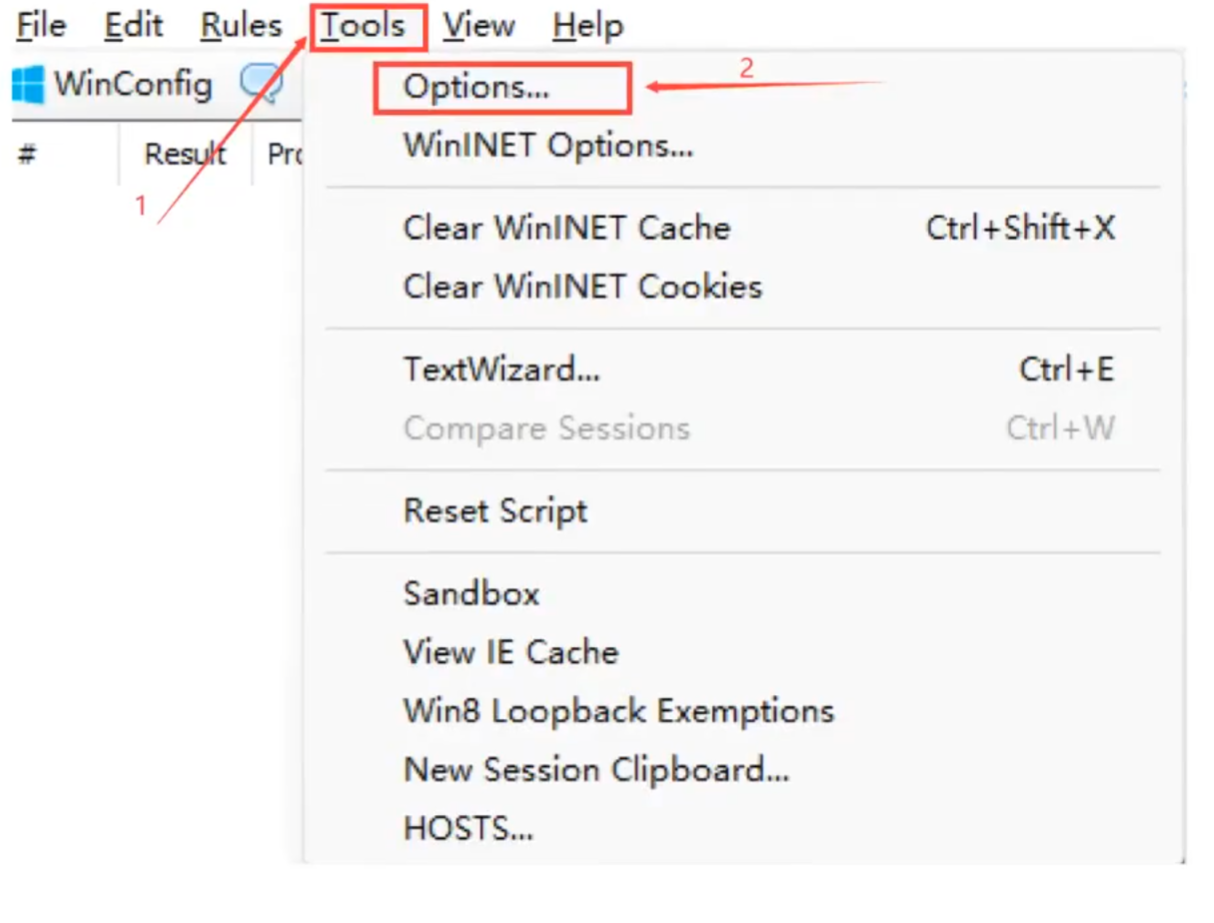 File Edit Rules Tools View Help
WinConfig
Options...
2
WinINET Options...
# Result Pro
1
Clear WinINET Cache Ctrl+Shift+X
Clear WinINET Cookies
TextWizard... Ctrl+E
Compare Sessions Ctrl+W
Reset Script
Sandbox
View IE Cache
Win8 Loopback Exemptions
New Session Clipboard...
HOSTS...